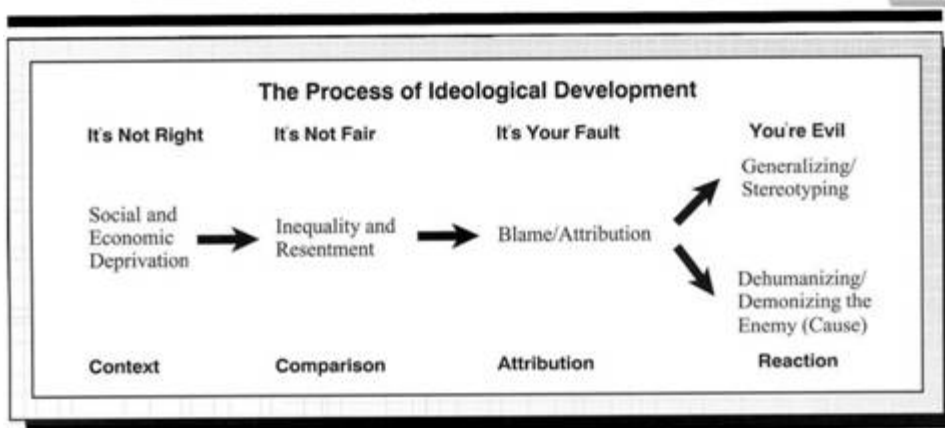 The Process of Ideological Development
It's Not Right
It's Not Fair
It's Your Fault
You're Evil
Social and
Economic
Deprivation
Inequality and
Resentment
Blame/Attribution
Generalizing/
Stereotyping
Dehumanizing/
Demonizing the
Enemy (Cause)
Context
Comparison
Attribution
Reaction